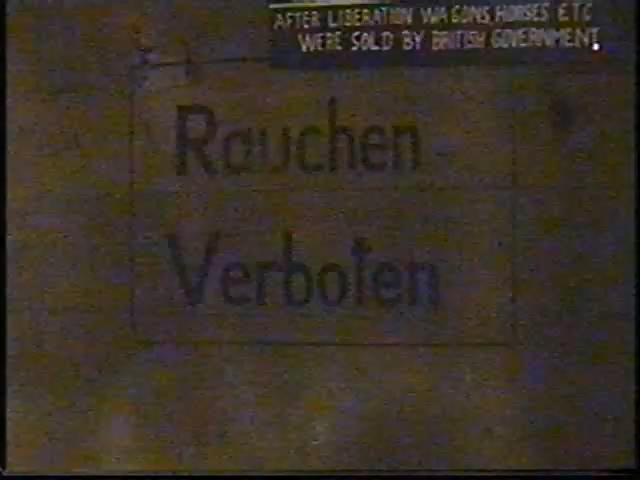 AFTER LIBERATION WAGONS, HORSES ETC
WERE SOLD BY BRITISH GOVERNMENT.
Rauchen
Verboten